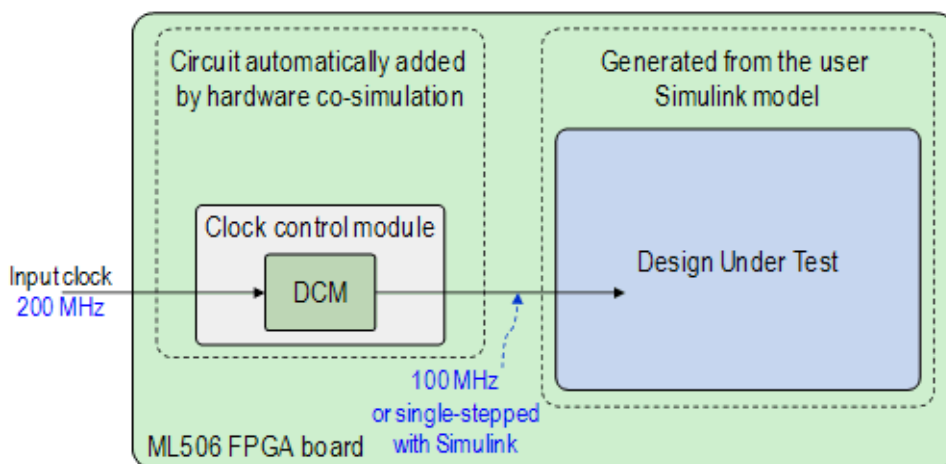 Circuit automatically added
by hardware co-simulation
Generated from the user
Simulink model
Clock control module
DCM
Input clock
200 MHz
Design Under Test
100 MHz
or single-stepped
with Simulink
ML506 FPGA board